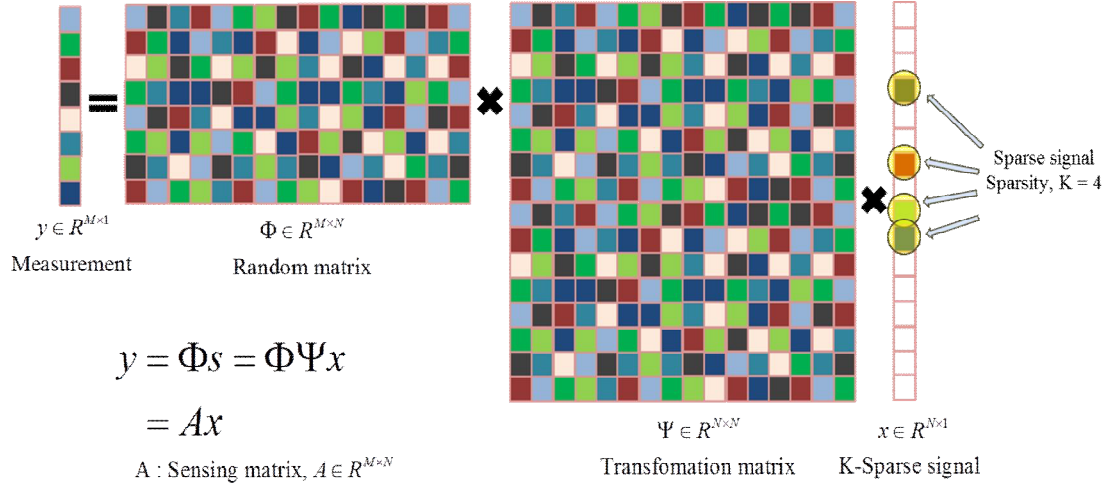 =
×
×
Sparse signal
Sparsity, K = 4
y ∈ R^{M×1}
Measurement
Φ ∈ R^{M×N}
Random matrix
y = Φs = ΦΨx
= Ax
A : Sensing matrix, A ∈ R^{M×N}
Ψ ∈ R^{N×N}
Transfomation matrix
x ∈ R^{N×1}
K-Sparse signal